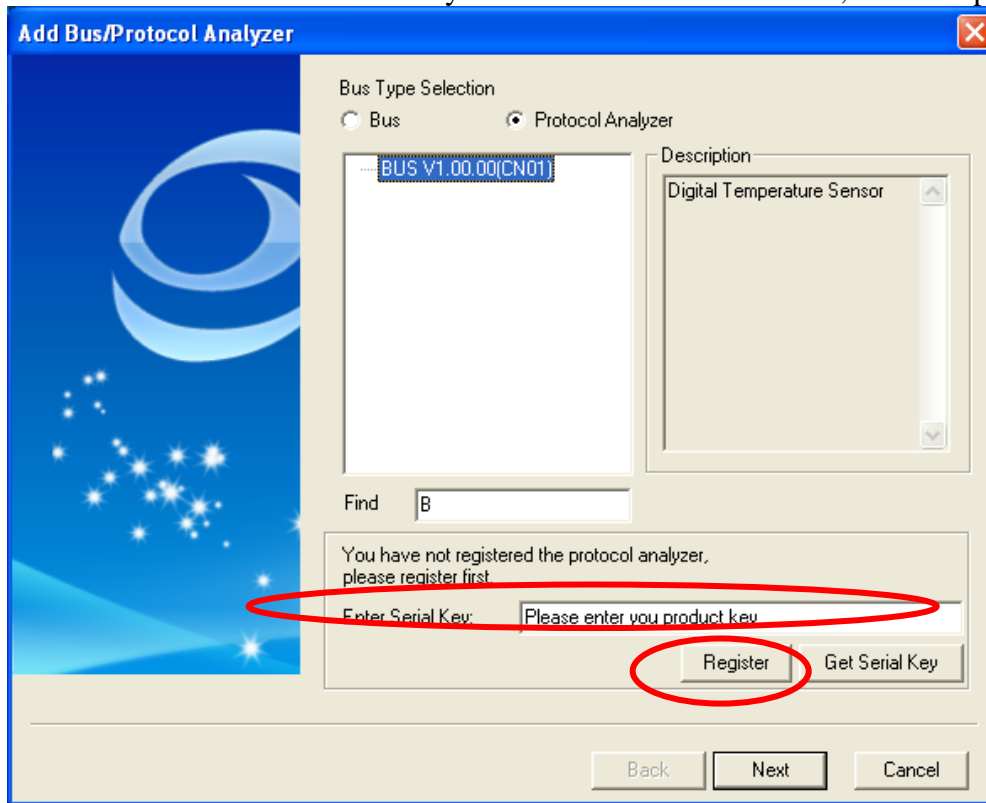 Add Bus/Protocol Analyzer
Bus Type Selection
Bus
Protocol Analyzer
BUS V1.00.00(CN01)
Description
Digital Temperature Sensor
Find
B
You have not registered the protocol analyzer,
please register first.
Enter Serial Key:
Please enter you product key
Register
Get Serial Key
Back
Next
Cancel